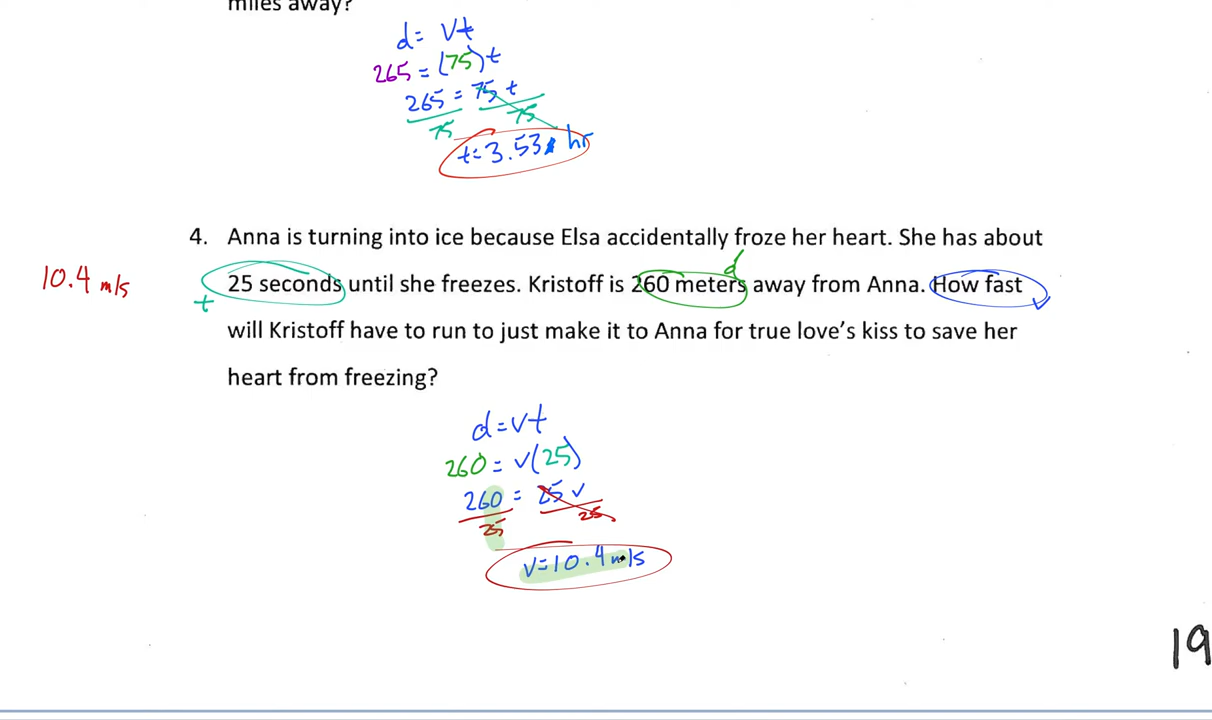 miles away?
d = vt
265 = (75) t
265 = 75 t
75 75
t = 3.53 hr
4. Anna is turning into ice because Elsa accidentally froze her heart. She has about
10.4 m/s
25 seconds until she freezes. Kristoff is 260 meters away from Anna. How fast
t d v
will Kristoff have to run to just make it to Anna for true love's kiss to save her
heart from freezing?
d = vt
260 = v(25)
260 = 25 v
25 25
v = 10.4 m/s
19